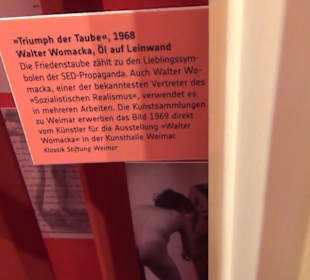 »Triumph der Taube«, 1968
Walter Womacka, Öl auf Leinwand
Die Friedenstaube zählt zu den Lieblingssym-
bolen der SED-Propaganda. Auch Walter Wo-
macka, einer der bekanntesten Vertreter des
»Sozialistischen Realismus«, verwendet es
in mehreren Arbeiten. Die Kunstsammlungen
zu Weimar erwerben das Bild 1969 direkt
vom Künstler für die Ausstellung »Walter
Womacka« in der Kunsthalle Weimar.
Klassik Stiftung Weimar